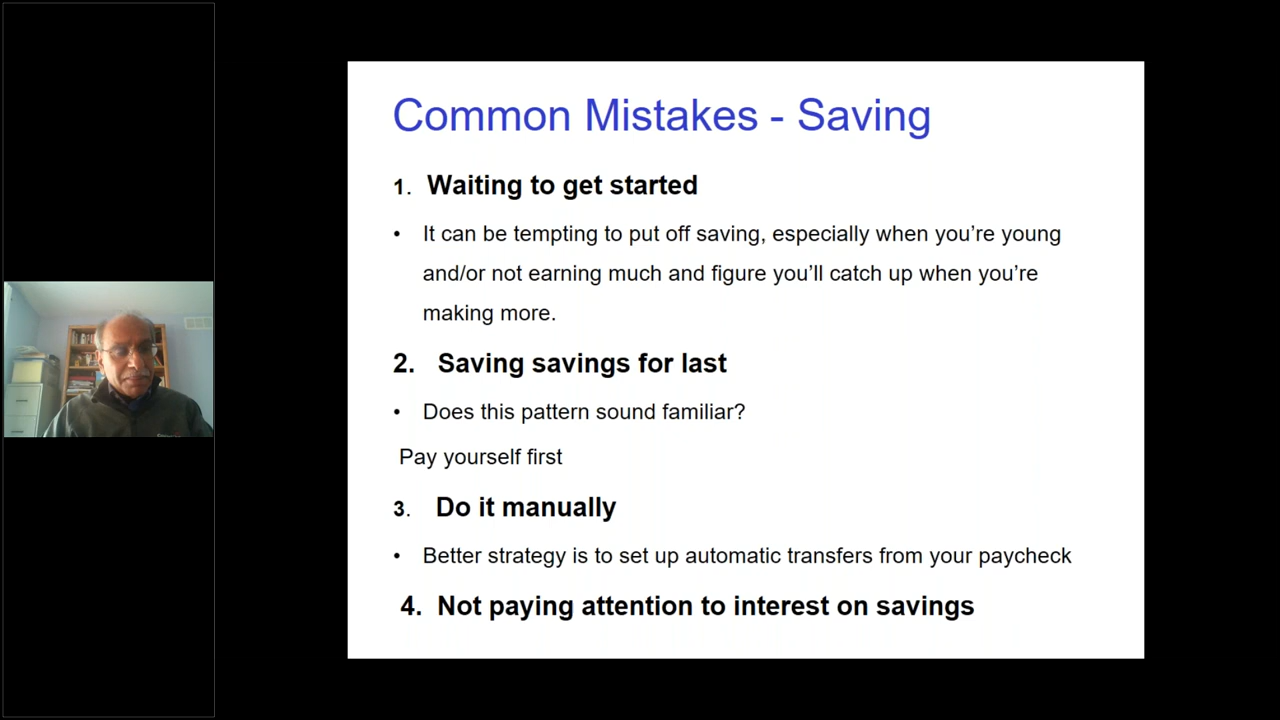 Common Mistakes - Saving
1. Waiting to get started
• It can be tempting to put off saving, especially when you’re young
and/or not earning much and figure you’ll catch up when you’re
making more.
2. Saving savings for last
• Does this pattern sound familiar?
Pay yourself first
3. Do it manually
• Better strategy is to set up automatic transfers from your paycheck
4. Not paying attention to interest on savings